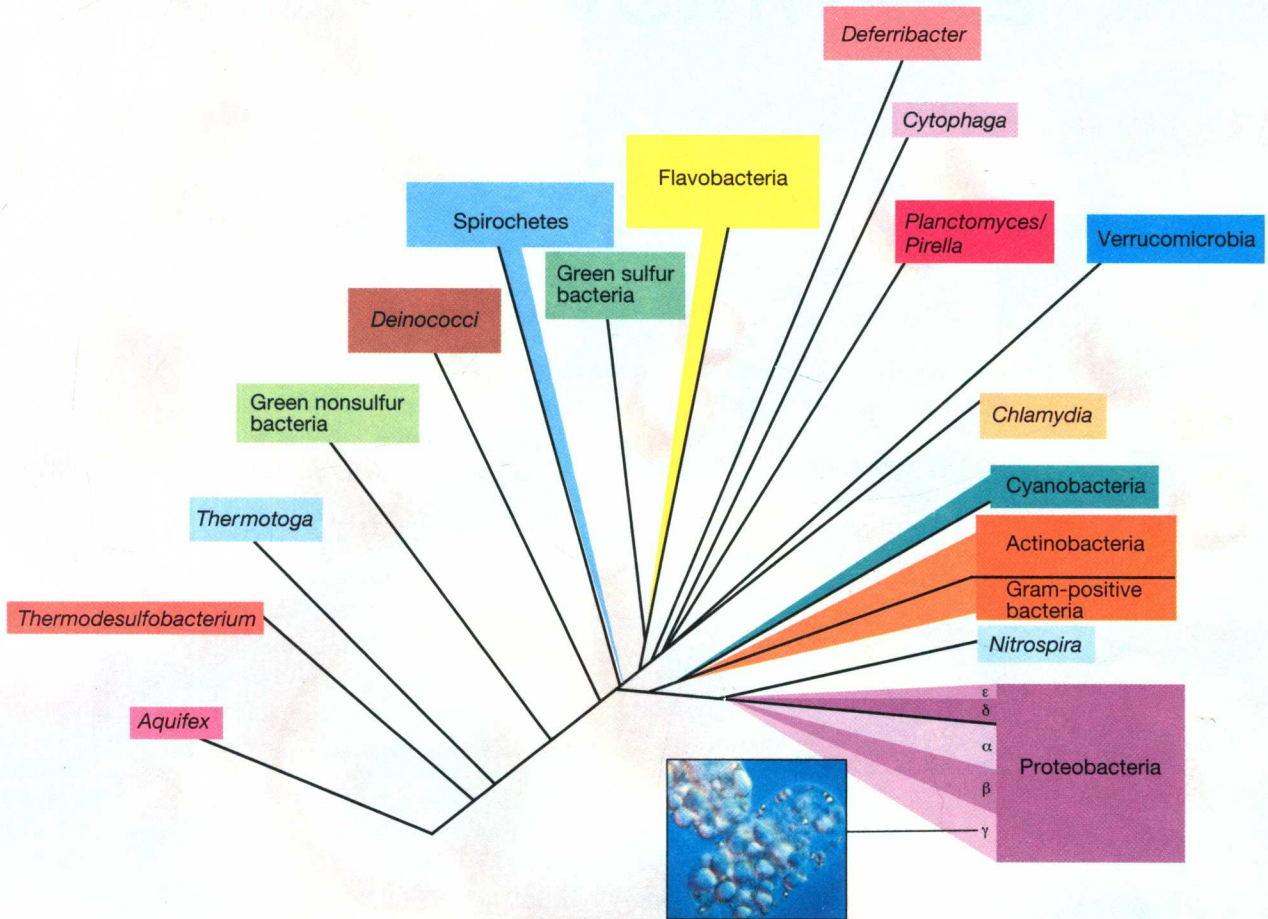 Deferribacter
Cytophaga
Flavobacteria
Spirochetes
Planctomyces/
Pirella
Verrucomicrobia
Green sulfur
bacteria
Deinococci
Green nonsulfur
bacteria
Chlamydia
Cyanobacteria
Thermotoga
Actinobacteria
Gram-positive
bacteria
Thermodesulfobacterium
Nitrospira
Aquifex
ε
δ
α
β
γ
Proteobacteria